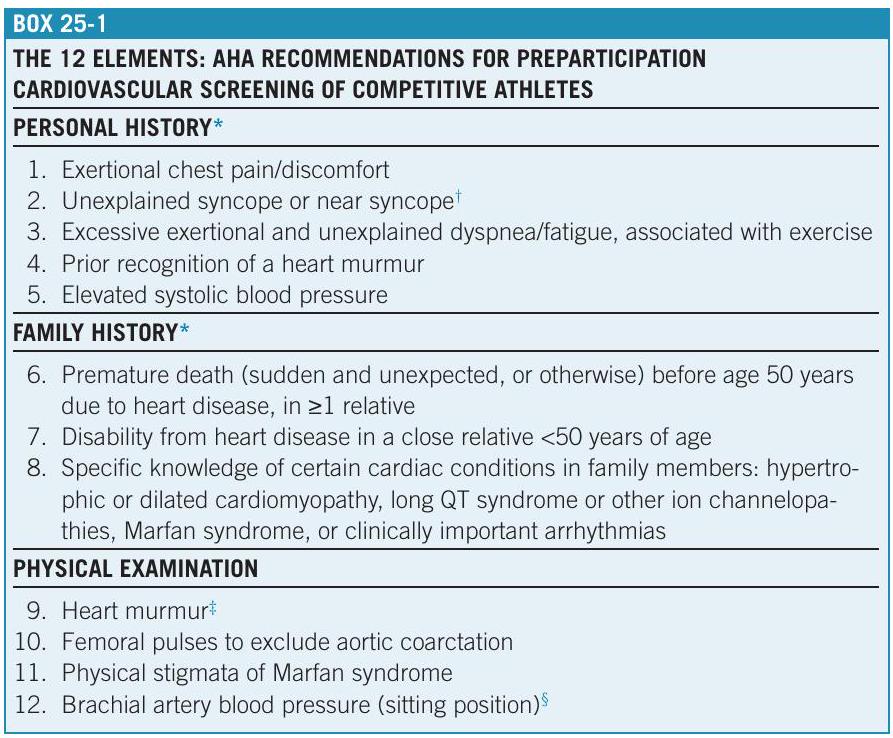 BOX 25-1
THE 12 ELEMENTS: AHA RECOMMENDATIONS FOR PREPARTICIPATION
CARDIOVASCULAR SCREENING OF COMPETITIVE ATHLETES
PERSONAL HISTORY*
1. Exertional chest pain/discomfort
2. Unexplained syncope or near syncope†
3. Excessive exertional and unexplained dyspnea/fatigue, associated with exercise
4. Prior recognition of a heart murmur
5. Elevated systolic blood pressure
FAMILY HISTORY*
6. Premature death (sudden and unexpected, or otherwise) before age 50 years
due to heart disease, in ≥1 relative
7. Disability from heart disease in a close relative <50 years of age
8. Specific knowledge of certain cardiac conditions in family members: hypertro-
phic or dilated cardiomyopathy, long QT syndrome or other ion channelopa-
thies, Marfan syndrome, or clinically important arrhythmias
PHYSICAL EXAMINATION
9. Heart murmur‡
10. Femoral pulses to exclude aortic coarctation
11. Physical stigmata of Marfan syndrome
12. Brachial artery blood pressure (sitting position)§